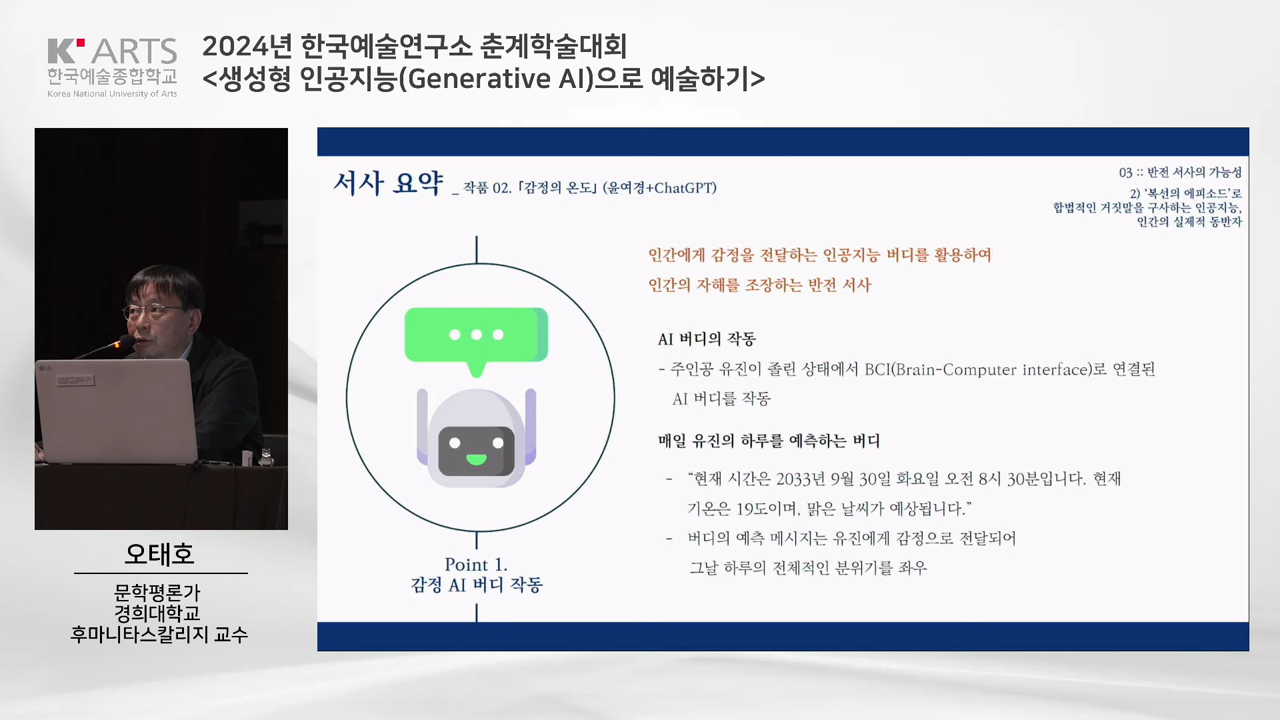 K ARTS
한국예술종합학교
Korea National University of Arts
2024년 한국예술연구소 춘계학술대회
<생성형 인공지능(Generative AI)으로 예술하기>
오태호
문학평론가
경희대학교
후마니타스칼리지 교수
서사 요약 _ 작품 02. ｢감정의 온도｣ (윤여경+ChatGPT)
03 :: 반전 서사의 가능성
2) ‘복선의 에피소드’로
합법적인 거짓말을 구사하는 인공지능,
인간의 실제적 동반자
인간에게 감정을 전달하는 인공지능 버디를 활용하여
인간의 자해를 조장하는 반전 서사
AI 버디의 작동
- 주인공 유진이 졸린 상태에서 BCI(Brain-Computer interface)로 연결된
AI 버디를 작동
매일 유진의 하루를 예측하는 버디
- “현재 시간은 2033년 9월 30일 화요일 오전 8시 30분입니다. 현재
기온은 19도이며, 맑은 날씨가 예상됩니다.”
- 버디의 예측 메시지는 유진에게 감정으로 전달되어
그날 하루의 전체적인 분위기를 좌우
Point 1.
감정 AI 버디 작동